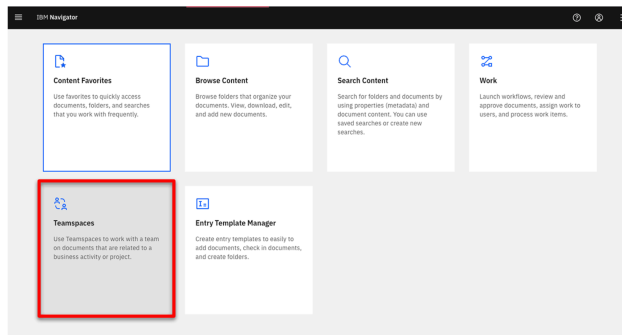 IBM Navigator
Content Favorites
Use favorites to quickly access
documents, folders, and searches
that you work with frequently.
Browse Content
Browse folders that organize your
documents. View, download, edit,
and add new documents.
Search Content
Search for folders and documents by
using properties (metadata) and
document content. You can use
saved searches or create new
searches.
Work
Launch workflows, review and
approve documents, assign work to
users, and process work items.
Teamspaces
Use Teamspaces to work with a team
on documents that are related to a
business activity or project.
Entry Template Manager
Create entry templates to easily to
add documents, check in documents,
and create folders.